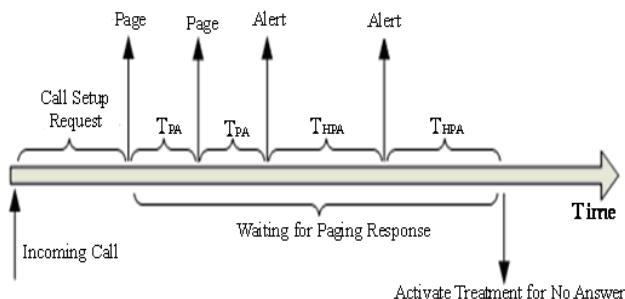 Page
Page
Alert
Alert
Call Setup
Request
TPA
TPA
THPA
THPA
Time
Waiting for Paging Response
Incoming Call
Activate Treatment for No Answer